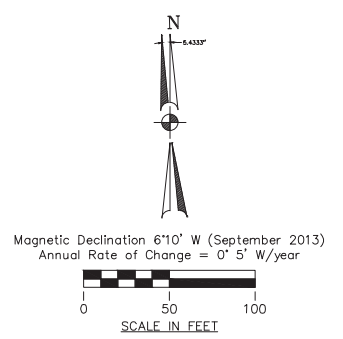 N
5.4333"
Magnetic Declination 6°10' W (September 2013)
Annual Rate of Change = 0° 5' W/year
0 50 100
SCALE IN FEET